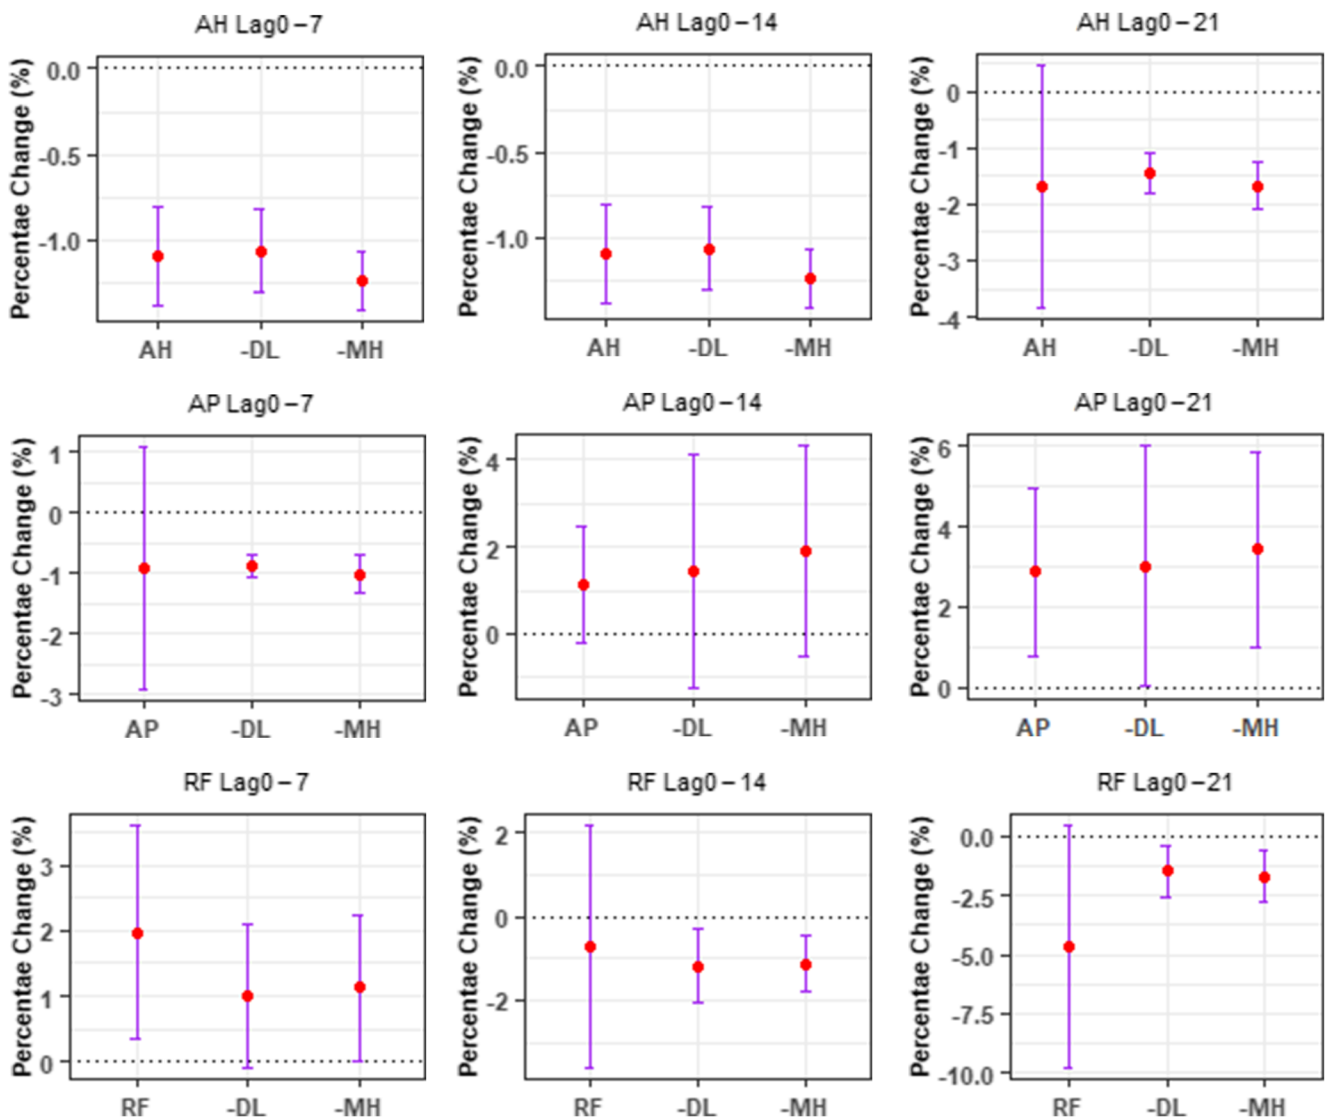 AH Lag0−7
AH Lag0−14
AH Lag0−21
Percentae Change (%)
0.0
-0.5
-1.0
AH
-DL
-MH
Percentae Change (%)
0.0
-0.5
-1.0
AH
-DL
-MH
Percentae Change (%)
0
-1
-2
-3
-4
AH
-DL
-MH
AP Lag0−7
AP Lag0−14
AP Lag0−21
Percentae Change (%)
1
0
-1
-2
-3
AP
-DL
-MH
Percentae Change (%)
4
2
0
AP
-DL
-MH
Percentae Change (%)
6
4
2
0
AP
-DL
-MH
RF Lag0−7
RF Lag0−14
RF Lag0−21
Percentae Change (%)
3
2
1
0
RF
-DL
-MH
Percentae Change (%)
2
0
-2
RF
-DL
-MH
Percentae Change (%)
0.0
-2.5
-5.0
-7.5
-10.0
RF
-DL
-MH